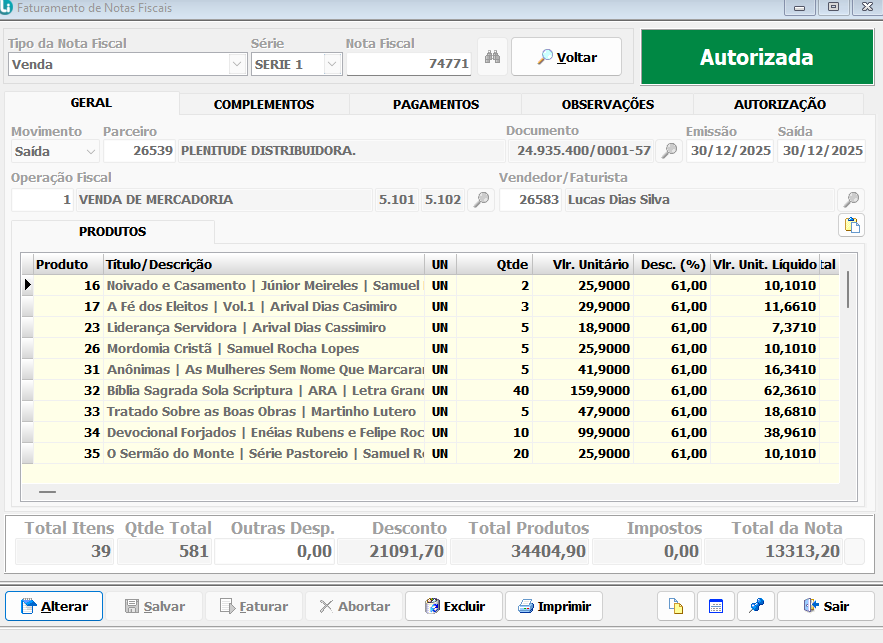 Faturamento de Notas Fiscais
Tipo da Nota Fiscal Série Nota Fiscal
Venda SERIE 1 74771 Voltar Autorizada
GERAL COMPLEMENTOS PAGAMENTOS OBSERVAÇÕES AUTORIZAÇÃO
Movimento Parceiro Documento Emissão Saída
Saída 26539 PLENITUDE DISTRIBUIDORA. 24.935.400/0001-57 30/12/2025 30/12/2025
Operação Fiscal Vendedor/Faturista
1 VENDA DE MERCADORIA 5.101 5.102 26583 Lucas Dias Silva
PRODUTOS
Produto Título/Descrição UN Qtde Vlr. Unitário Desc. (%) Vlr. Unit. Líquido tal
16 Noivado e Casamento | Júnior Meireles | Samuel UN 2 25,9000 61,00 10,1010
17 A Fé dos Eleitos | Vol.1 | Arival Dias Casimiro UN 3 29,9000 61,00 11,6610
23 Liderança Servidora | Arival Dias Cassimiro UN 5 18,9000 61,00 7,3710
26 Mordomia Cristã | Samuel Rocha Lopes UN 5 25,9000 61,00 10,1010
31 Anônimas | As Mulheres Sem Nome Que Marcaram UN 5 41,9000 61,00 16,3410
32 Bíblia Sagrada Sola Scriptura | ARA | Letra Grand UN 40 159,9000 61,00 62,3610
33 Tratado Sobre as Boas Obras | Martinho Lutero UN 5 47,9000 61,00 18,6810
34 Devocional Forjados | Enéias Rubens e Felipe Roc UN 10 99,9000 61,00 38,9610
35 O Sermão do Monte | Série Pastoreio | Samuel Ro UN 20 25,9000 61,00 10,1010
Total Itens Qtde Total Outras Desp. Desconto Total Produtos Impostos Total da Nota
39 581 0,00 21091,70 34404,90 0,00 13313,20
Alterar Salvar Faturar Abortar Excluir Imprimir Sair